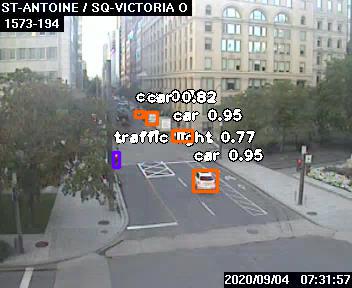 ST-ANTOINE / SQ-VICTORIA O
1573-194
car 0.82
car 0.95
traffic light 0.77
car 0.95
2020/09/04 07:31:57